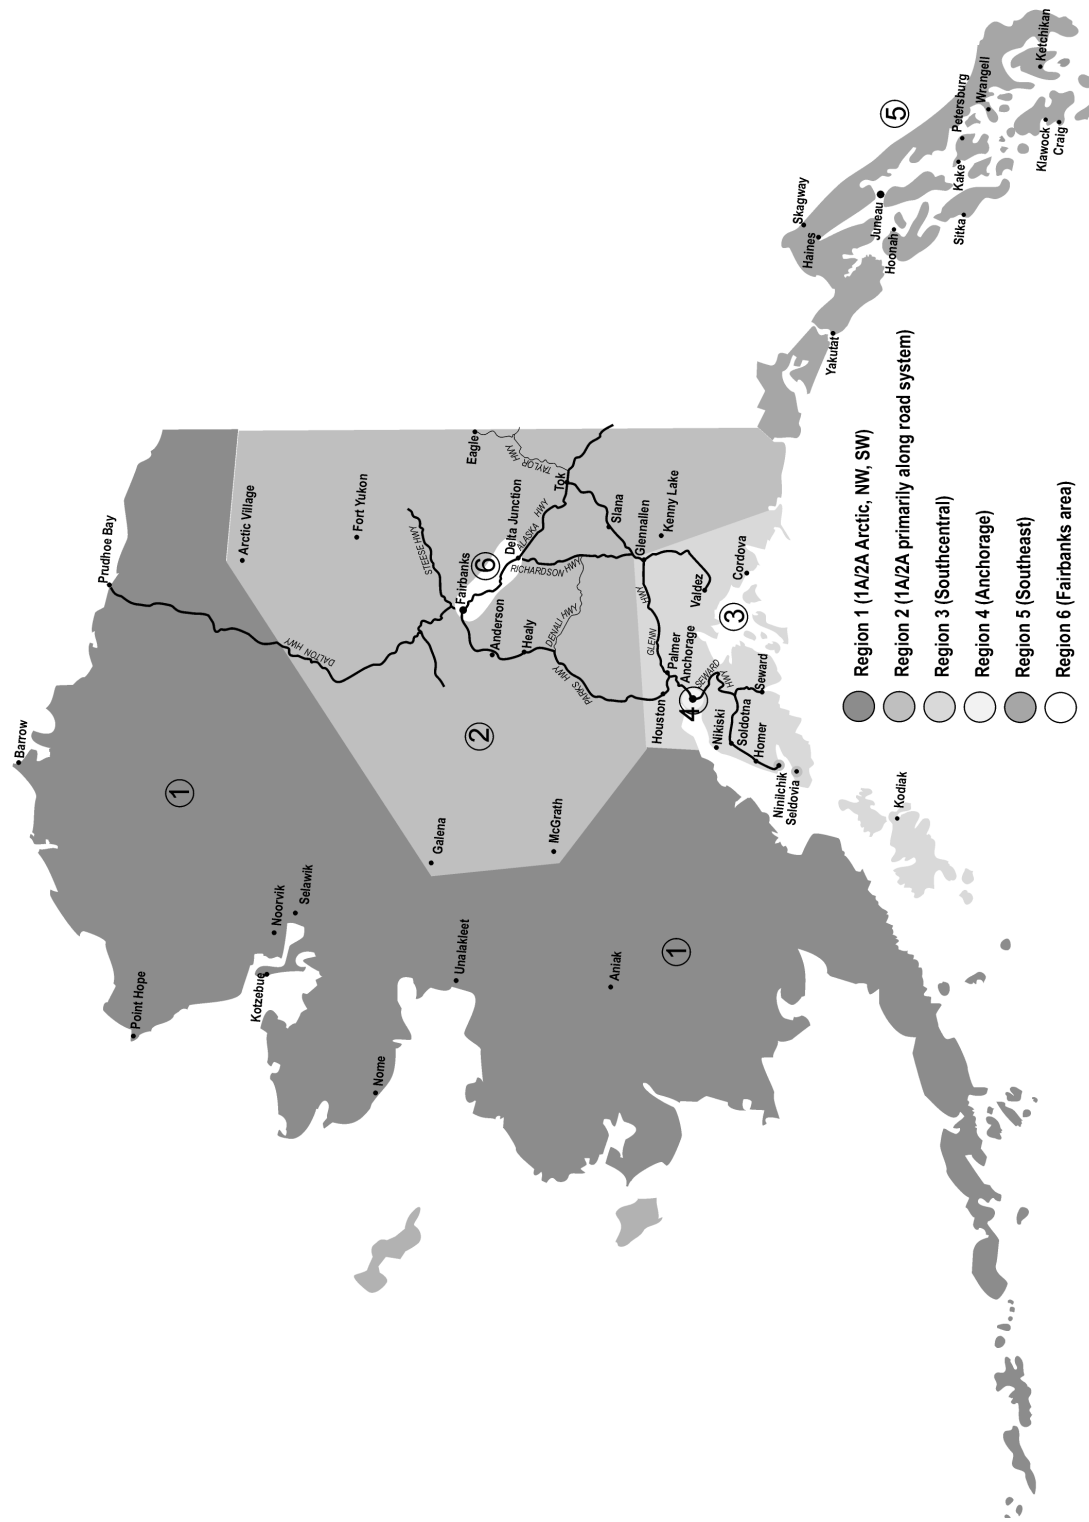 Barrow
Prudhoe Bay
Point Hope
Kotzebue
Noorvik
Selawik
1
DALTON HWY
Arctic Village
Fort Yukon
Nome
Unalakleet
Galena
2
STEESE HWY
Fairbanks
6
Eagle
TAYLOR HWY
Delta Junction
ALASKA HWY
Tok
Anderson
Healy
DENALI HWY
RICHARDSON HWY
PARKS HWY
McGrath
Aniak
1
Slana
Glennallen
Kenny Lake
GLENN HWY
Houston
Palmer
Anchorage
4
SEWARD HWY
Valdez
Cordova
3
Nikiski
Soldotna
Homer
Seward
Ninilchik
Seldovia
Kodiak
Yakutat
Skagway
Haines
Juneau
Hoonah
5
Sitka
Kake
Petersburg
Wrangell
Ketchikan
Klawock
Craig
Region 1 (1A/2A Arctic, NW, SW)
Region 2 (1A/2A primarily along road system)
Region 3 (Southcentral)
Region 4 (Anchorage)
Region 5 (Southeast)
Region 6 (Fairbanks area)